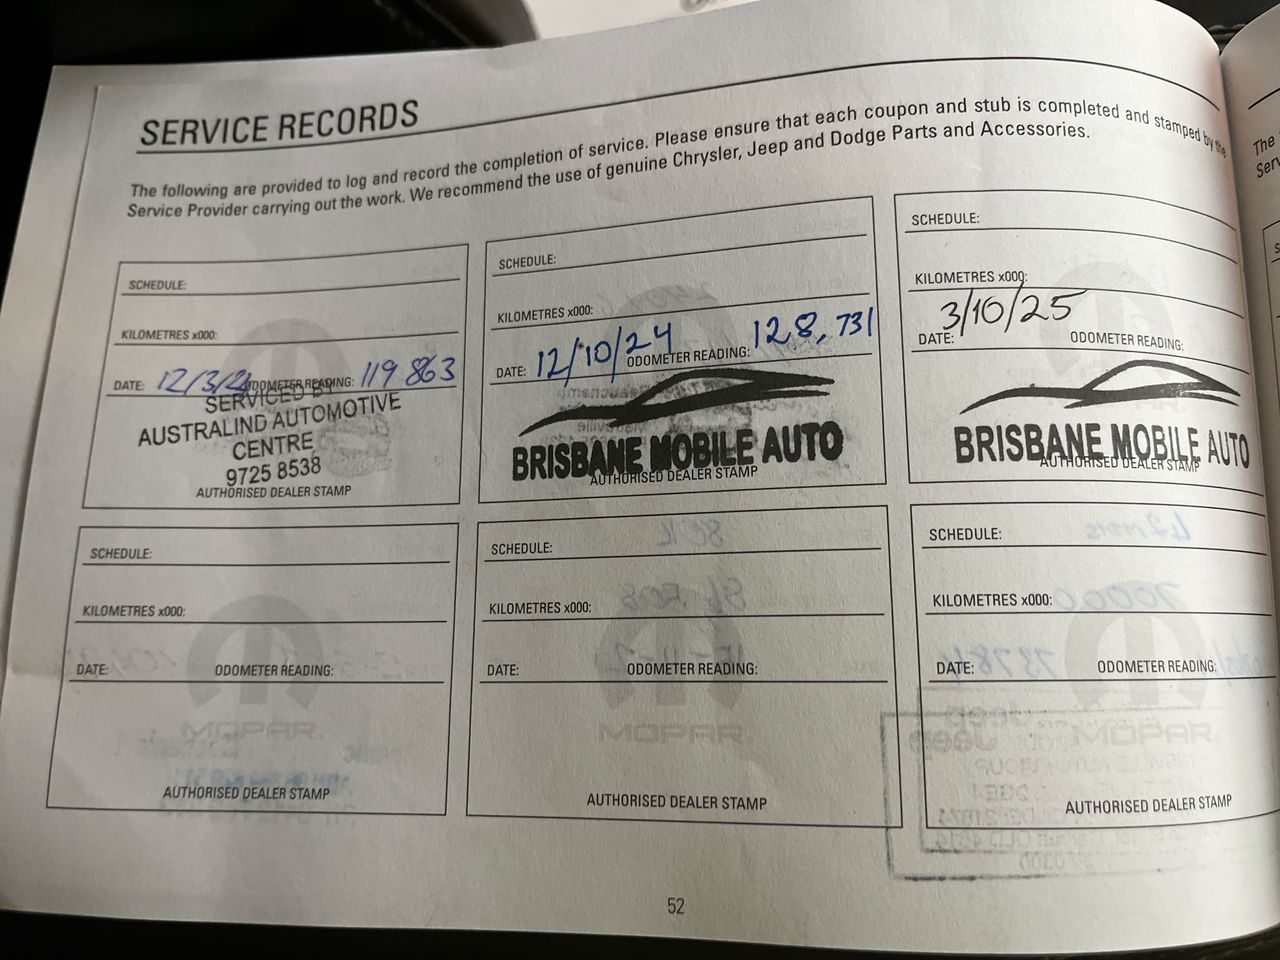 SERVICE RECORDS
The following are provided to log and record the completion of service. Please ensure that each coupon and stub is completed and stamped by the
Service Provider carrying out the work. We recommend the use of genuine Chrysler, Jeep and Dodge Parts and Accessories.
SCHEDULE:
KILOMETRES x000:
DATE: 12/3/24 ODOMETER READING: 119 863
SERVICED BY
AUSTRALIND AUTOMOTIVE
CENTRE
9725 8538
AUTHORISED DEALER STAMP
SCHEDULE:
KILOMETRES x000:
DATE: 12/10/24 ODOMETER READING: 128,731
BRISBANE MOBILE AUTO
AUTHORISED DEALER STAMP
SCHEDULE:
KILOMETRES x000:
DATE: 3/10/25 ODOMETER READING:
BRISBANE MOBILE AUTO
AUTHORISED DEALER STAMP
SCHEDULE:
KILOMETRES x000:
DATE: ODOMETER READING:
MOPAR
AUTHORISED DEALER STAMP
SCHEDULE:
KILOMETRES x000:
DATE: ODOMETER READING:
MOPAR
AUTHORISED DEALER STAMP
SCHEDULE:
KILOMETRES x000:
DATE: ODOMETER READING:
MOPAR
AUTHORISED DEALER STAMP
52
The